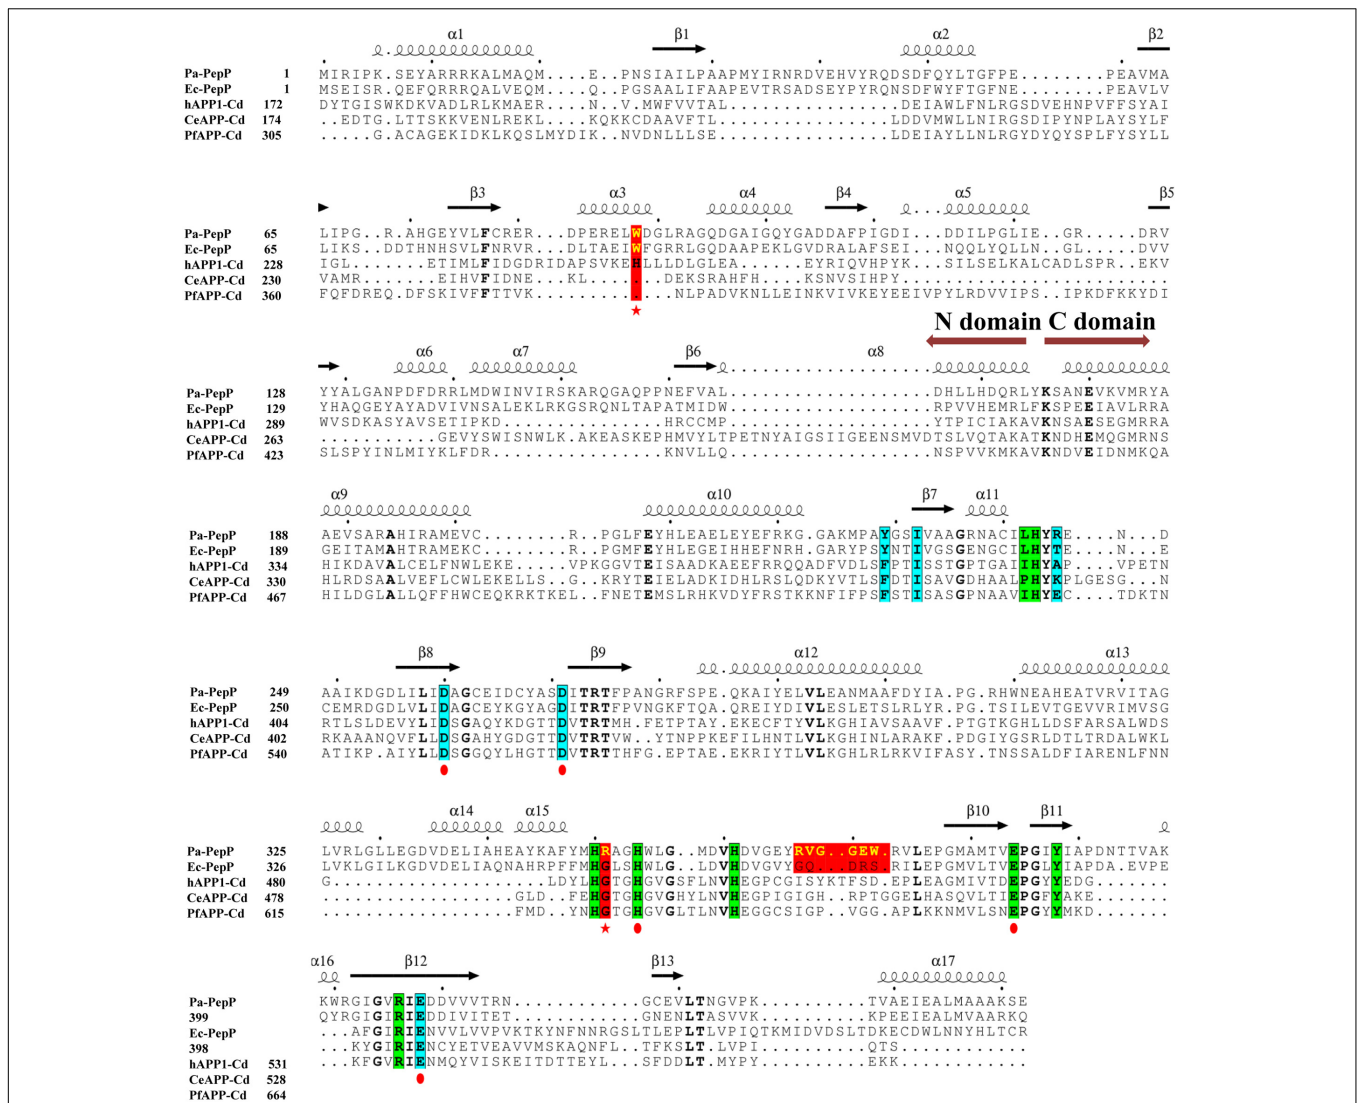 α1 β1 α2 β2
Pa-PepP 1 MIRIPK.SEYARRRKALMAQM....E..PNSIAILPAAPMYIRNRDVEHVYRQDSDFQYLTGFPE........PEAVMA
Ec-PepP 1 MSEISR.QEFQRRRQALVEQM....Q..PGSAALIFAAPEVTRSADSEYPYRQNSDFWYFTGFNE........PEAVLV
hAPP1-Cd 172 DYTGISWKDKVADLRLKMAER....N..V.MWFVVTAL................DEIAWLFNLRGSDVEHNPVFFSYAI
CeAPP-Cd 174 ..EDTG.LTTSKKVENLREKL...KQKKCDAAVFTL................LDDVMWLLNIRGSDIPYNPLAYSYLF
PfAPP-Cd 305 .....G.ACAGEKIDKLKQSLMYDIK..NVDNLLLSE...............LDEIAYLLNLRGYDYQYSPLFYSYLL
β3 α3 α4 β4 α5 β5
Pa-PepP 65 LIPG..R.AHGEYVLFCRER..DPERELWDGLRAGQDGAIGQYGADDAFPIGD...DDILPGLIE..GR....DRV
Ec-PepP 65 LIKS..DDTHNHSVLFNRVR..DLTAEIWFGRRLGQDAAPEKLGVDRALAFSEI...NQQLYQLLN..GL....DVV
hAPP1-Cd 228 IGL.......ETIMLFIDGDRIDAPSVKEHLLLDLGLEA....EYRIQVHPYK...SILSELKALCADLSPR..EKV
CeAPP-Cd 230 VAMR......EIHVFIDNE...KL.........DEKSRAHFH...KSNVSIHPY.......................
PfAPP-Cd 360 FQFDREQ.DFSKIVFFTTVK.............NLPADVKNLLEINKVIVKEYEEIVPYLRDVVIPS..IPKDFKKYDI
N domain C domain
α6 α7 β6 α8
Pa-PepP 128 YYALGANPDFDRRLMDWINVIRSKARQGAQPPNEFVAL....................DHLLHDQRLYKSANEVKVMRYA
Ec-PepP 129 YHAQGEYAYADVIVNSALEKLRKGSRQNLTAPATMIDW....................RPVVHEMRLFKSPEEIAVLRRA
hAPP1-Cd 289 WVSDKASYAVSETIPKD................HRCCMP...................YTPICIAKAVKNSAESEGMRRA
CeAPP-Cd 263 ...........GEVYSWISNWLK.AKEASKEPHMVYLTPETNYAIGSIIGEENSMVDTSLVQTAKATKNDHEMQGMRNS
PfAPP-Cd 423 SLSPYINLMIYKLFDR................KNVLLQ....................NSPVVKMKAVKNDVEIDNMKQA
α9 α10 β7 α11
Pa-PepP 188 AEVSARAHIRAMEVC........R..PGLFEYHLEAELEYEFRKG.GAKMPAYGSIVAAGRNACILHYRE....N...D
Ec-PepP 189 GEITAMAHTRAMEKC........R..PGMFEYHLEGEIHHEFNRH.GARYPSYNTIVGSGENGCILHYTE....N...E
hAPP1-Cd 334 HIKDAVALCELFNWLEKE.....VPKGGVTEISAADKAEEFRRQQADFVDLSFPTISSTGPTGAIIHYAP....VPETN
CeAPP-Cd 330 HLRDSAALVEFLCWLEKELLS..G.KRYTEIELADKIDHLRSLQDKYVTLSFDTISAVGDHAALPHYKPLGESG...N
PfAPP-Cd 467 HILDGLALLQFFHWCEQKRKTKEL..FNETEMSLRHKVDYFRSTKKNFIFPSFSTISASGPNAAVIHYEC....TDKTN
β8 β9 α12 α13
Pa-PepP 249 AAIKDGDLILIDAGCEIDCYASDITRTFPANGRFSPE.QKAIYELVLEANMAAFDYIA.PG.RHWNEAHEATVRVITAG
Ec-PepP 250 CEMRDGDLVLIDAGCEYKGYAGDITRTFPVNGKFTQA.QREIYDIVLESLETSLRLYR.PG.TSILEVTGEVVRIMVSG
hAPP1-Cd 404 RTLSLDEVYLIDSGAQYKDGTTDVTRTMH.FETPTAY.EKECFTYVLKGHIAVSAAVF.PTGTKGHLLDSFARSALWDS
CeAPP-Cd 402 RKAAANQVFLLDSGAHYGDGTTDVTRTVW..YTNPPKEFILHNTLVLKGHINLARAKF.PDGIYGSRLDTLTRDALWKL
PfAPP-Cd 540 ATIKP.AIYLLDSGGQYLHGTTDVTRTTHFG.EPTAE.EKRIYTLVLKGHLRLRKVIFASY.TNSSALDFIARENLFNN
α14 α15 β10 β11
Pa-PepP 325 LVRLGLLEGDVDELIAHEAYKAFYMHRAGHWLG..MDVHDVGEYRVG..GEW.RVLEPGMAMTVEPGIYIAPDNTTVAK
Ec-PepP 326 LVKLGILKGDVDELIAQNAHRPFFMHGLSHWLG..LDVHDVGVYGQ...DRS.RILEPGMVLTVEPGLYIAPDA.EVPE
hAPP1-Cd 480 G....................LDYLHGTGHGVGSFLNVHEGPCGISYKTFSD.EPLEAGMIVTDEPGYYEDG.......
CeAPP-Cd 478 ..................GLD.FEHGTGHGVGHYLNVHEGPIGIGH..RPTGGELHASQVLTIEPGYYAKE.......
PfAPP-Cd 615 ..................FMD..YNHGTGHGVGLTLNVHEGGCSIGP..VGG.APLKKNMVLSNEPGYYMKD.......
α16 β12 β13 α17
Pa-PepP KWRGIGVRIEDDVVVTRN............GCEVLTNGVPK..........TVAEIEALMAAAKSE
399 QYRGIGIRIEDDIVITET............GNENLTASVVK..........KPEEIEALMVAARKQ
Ec-PepP ...AFGIRIENVVLVVPVKTKYNFNNRGSLTLEPLTLVPIQTKMIDVDSLTDKECDWLNNYHLTCR
398 ...KYGIRIENCYETVEAVVMSKAQNFL..TFKSLT.LVPI..........QTS............
hAPP1-Cd 531 ...KFGVRIENMQYVISKEITDTTEYL...SFDDLT.MYPY..........EKK............
CeAPP-Cd 528
PfAPP-Cd 664